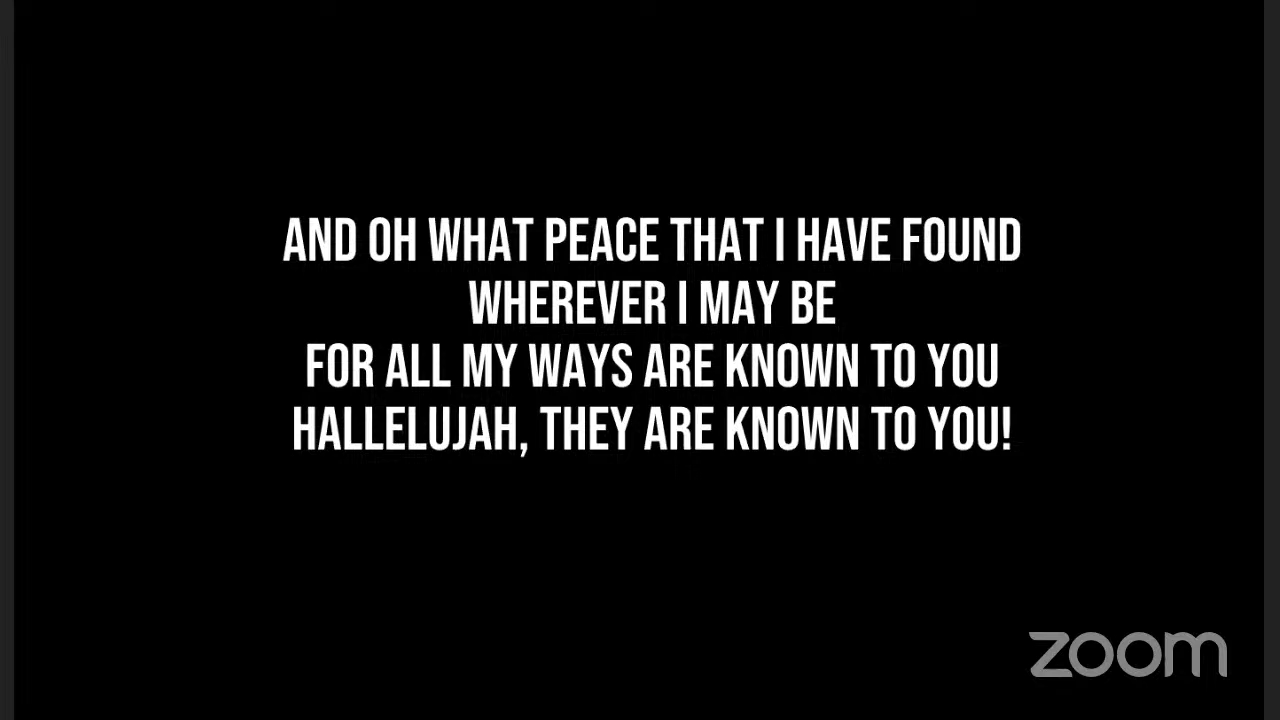 AND OH WHAT PEACE THAT I HAVE FOUND
WHEREVER I MAY BE
FOR ALL MY WAYS ARE KNOWN TO YOU
HALLELUJAH, THEY ARE KNOWN TO YOU!
zoom